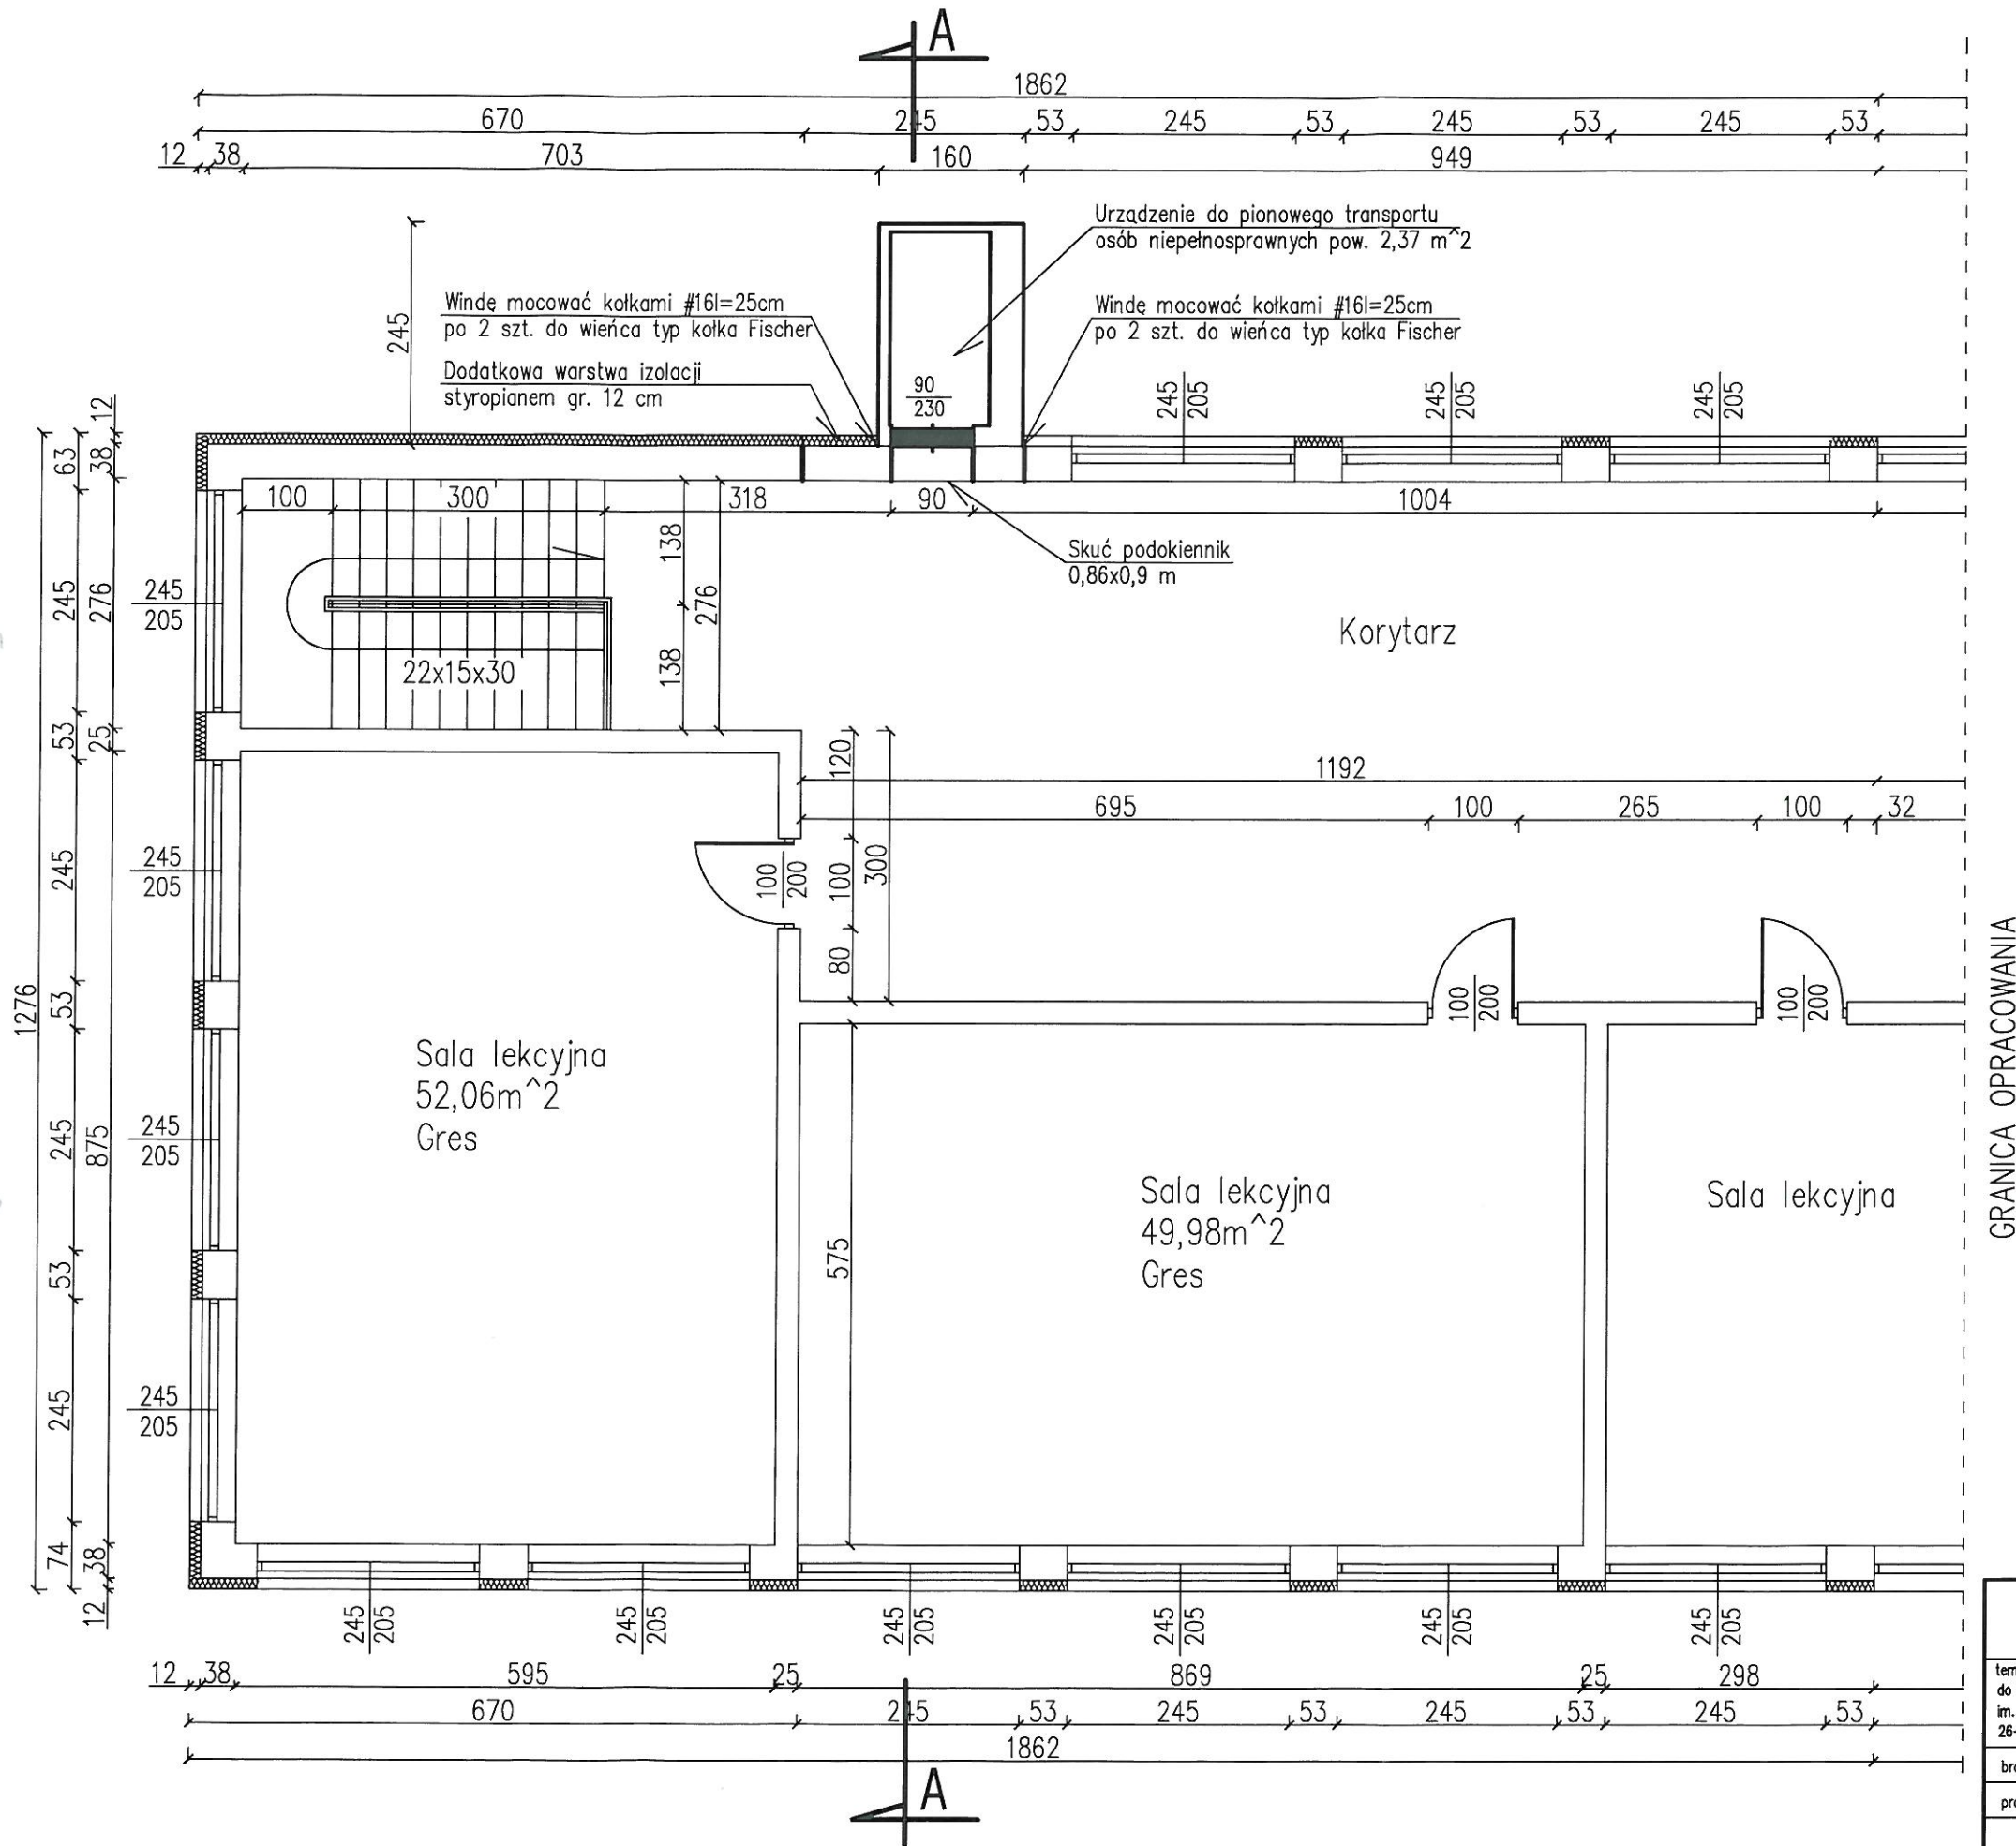 A
1862
670 245 53 245 53 245 53 245 53
12 38 703 160 949
Urządzenie do pionowego transportu
osób niepełnosprawnych pow. 2,37 m^2
Windę mocować kołkami #16l=25cm
po 2 szt. do wieńca typ kołka Fischer
Windę mocować kołkami #16l=25cm
po 2 szt. do wieńca typ kołka Fischer
245
Dodatkowa warstwa izolacji
styropianem gr. 12 cm
90
230
245
205
245
205
245
205
12
63
38
100 300 318 90 1004
138
276
138
Skuć podokiennik
0,86x0,9 m
245
276
245
205
Korytarz
22x15x30
53
25
120
300
1192
695 100 265 100 32
245
245
205
100
200
100
80
1276
53
100
200
100
200
GRANICA OPRACOWANIA
Sala lekcyjna
52,06m^2
Gres
245
875
245
205
Sala lekcyjna
49,98m^2
Gres
Sala lekcyjna
575
53
245
245
205
74
38
12
245
205
245
205
245
205
245
205
245
205
245
205
12 38 595 25 869 25 298
670 245 53 245 53 245 53 245 53
1862
A
do
im.
26-